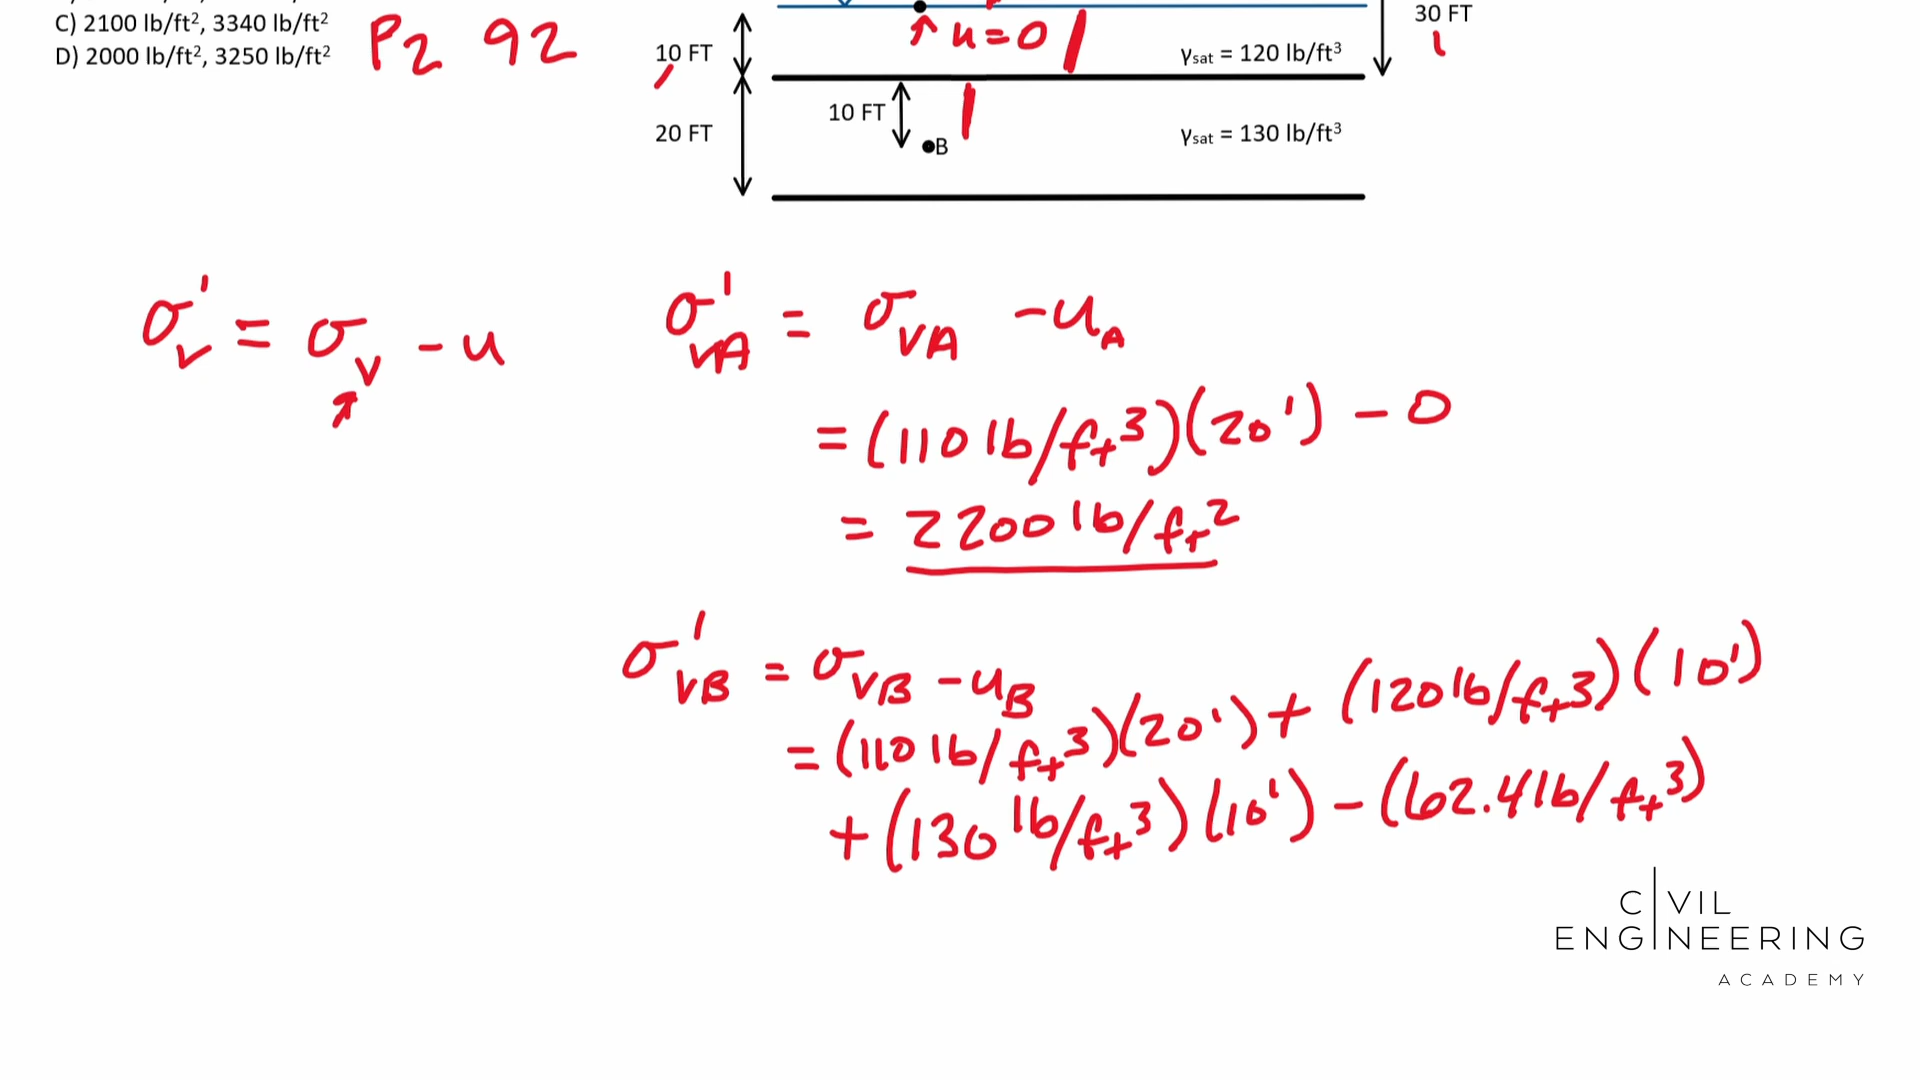 C) 2100 lb/ft², 3340 lb/ft²
D) 2000 lb/ft², 3250 lb/ft²
P2 92
10 FT
20 FT
u=0
γsat = 120 lb/ft³
30 FT
10 FT
B
γsat = 130 lb/ft³
σ'v = σv - u
σ'vA = σvA - uA
= (110 lb/ft³)(20') - 0
= 2200 lb/ft²
σ'vB = σvB - uB
= (110 lb/ft³)(20') + (120 lb/ft³)(10')
+ (130 lb/ft³)(10') - (62.4 lb/ft³)
CIVIL
ENGINEERING
ACADEMY